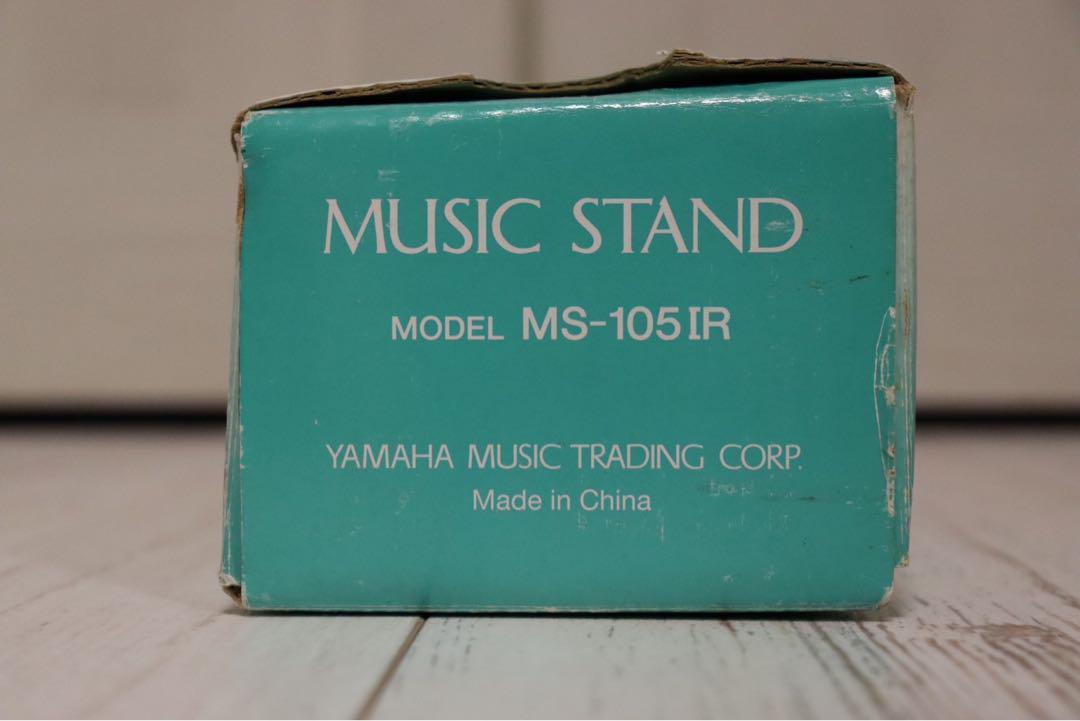 MUSIC STAND
MODEL MS-105IR
YAMAHA MUSIC TRADING CORP.
Made in China